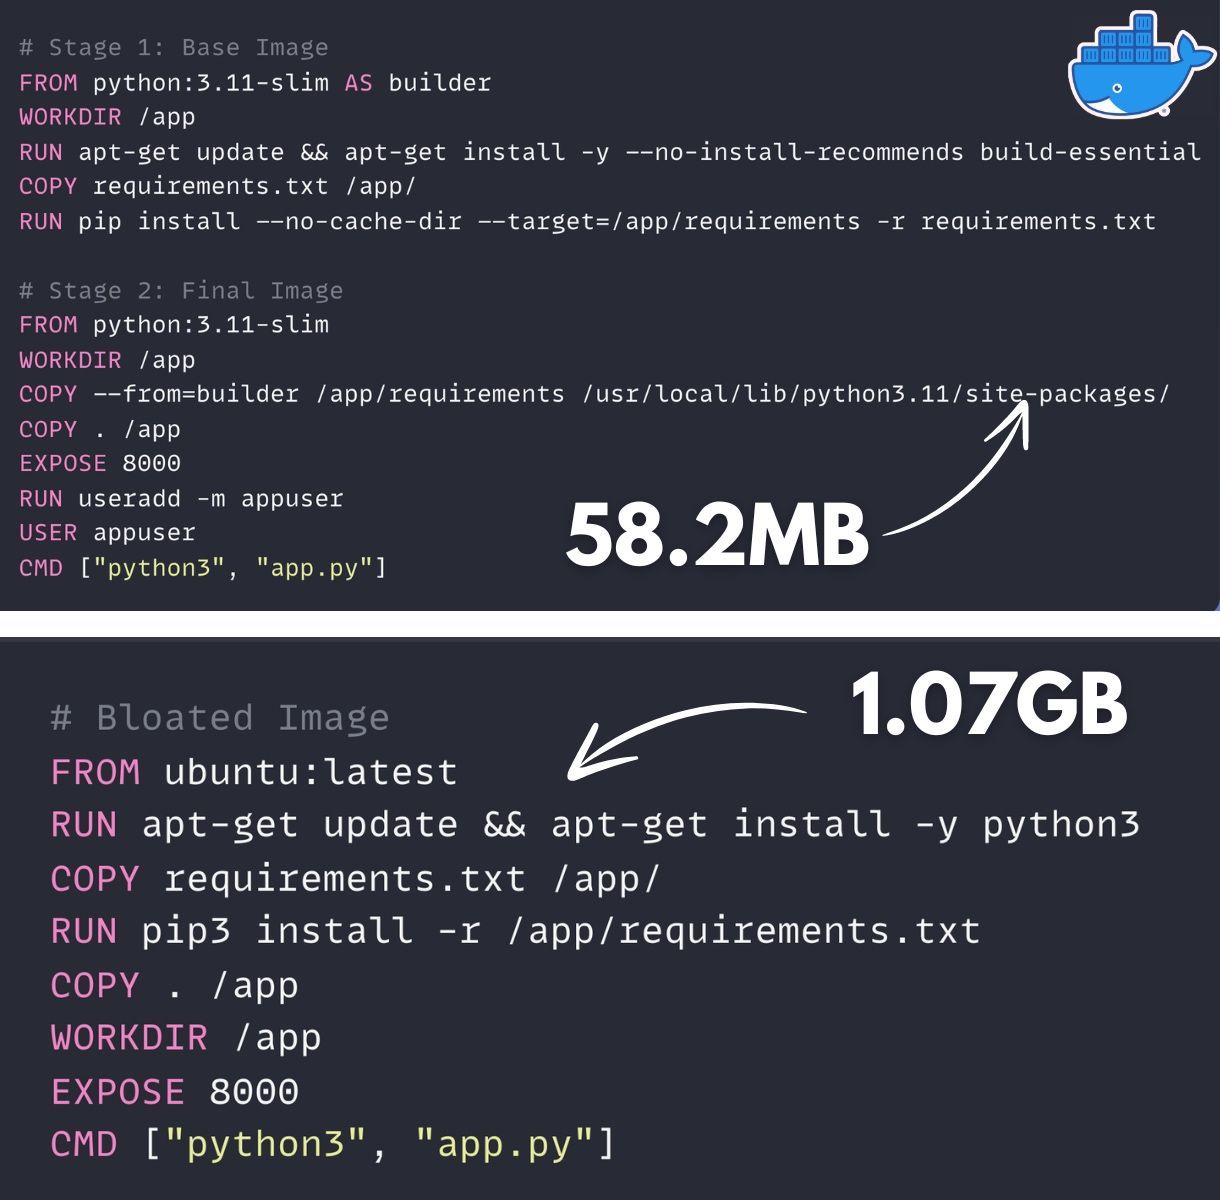 # Stage 1: Base Image
FROM python:3.11-slim AS builder
WORKDIR /app
RUN apt-get update && apt-get install -y --no-install-recommends build-essential
COPY requirements.txt /app/
RUN pip install --no-cache-dir --target=/app/requirements -r requirements.txt
# Stage 2: Final Image
FROM python:3.11-slim
WORKDIR /app
COPY --from=builder /app/requirements /usr/local/lib/python3.11/site-packages/
COPY . /app
EXPOSE 8000
RUN useradd -m appuser
USER appuser
CMD ["python3", "app.py"]
58.2MB
1.07GB
# Bloated Image
FROM ubuntu:latest
RUN apt-get update && apt-get install -y python3
COPY requirements.txt /app/
RUN pip3 install -r /app/requirements.txt
COPY . /app
WORKDIR /app
EXPOSE 8000
CMD ["python3", "app.py"]